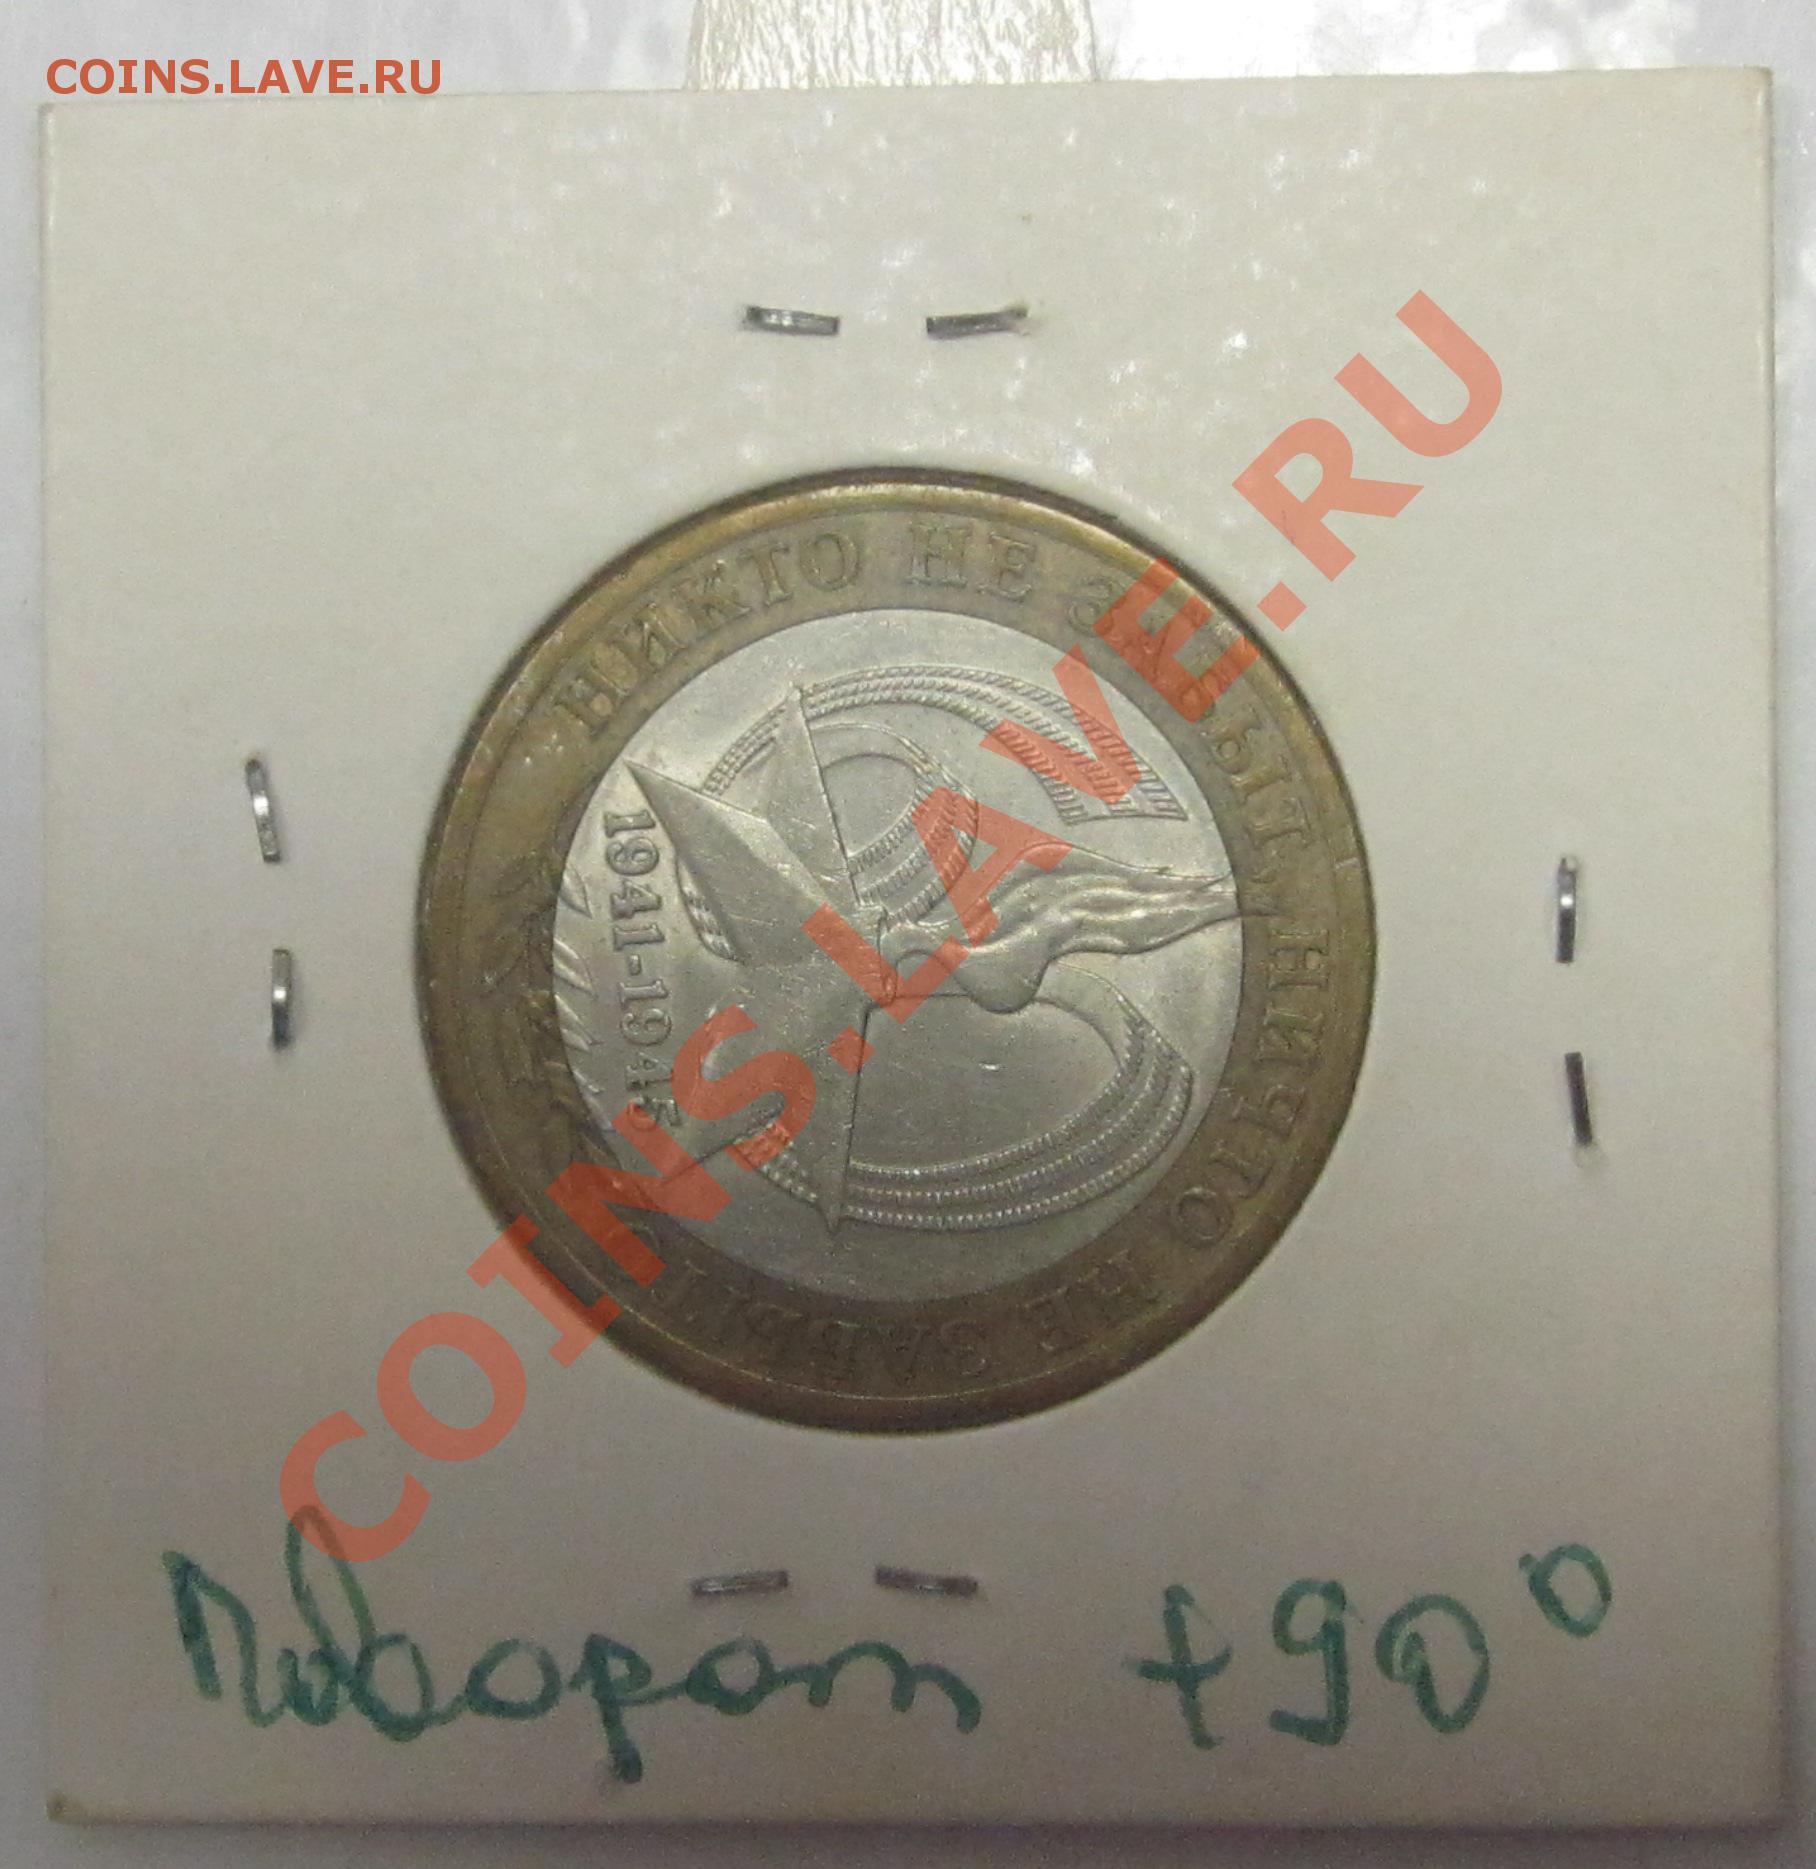 COINS.LAVE.RU
НИКТО НЕ ЗАБЫТ, НИЧТО НЕ ЗАБЫТО
1941-1945
COINS.LAVE.RU
Поворот +90°